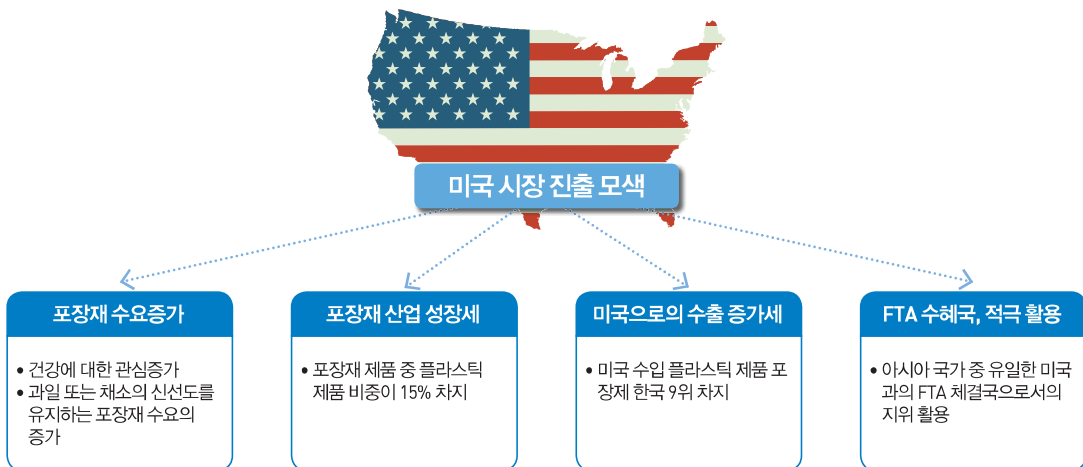 미국 시장 진출 모색
포장재 수요증가
• 건강에 대한 관심증가
• 과일 또는 채소의 신선도를
유지하는 포장재 수요의
증가
포장재 산업 성장세
• 포장재 제품 중 플라스틱
제품 비중이 15% 차지
미국으로의 수출 증가세
• 미국 수입 플라스틱 제품 포
장제 한국 9위 차지
FTA 수혜국, 적극 활용
• 아시아 국가 중 유일한 미국
과의 FTA 체결국으로서의
지위 활용